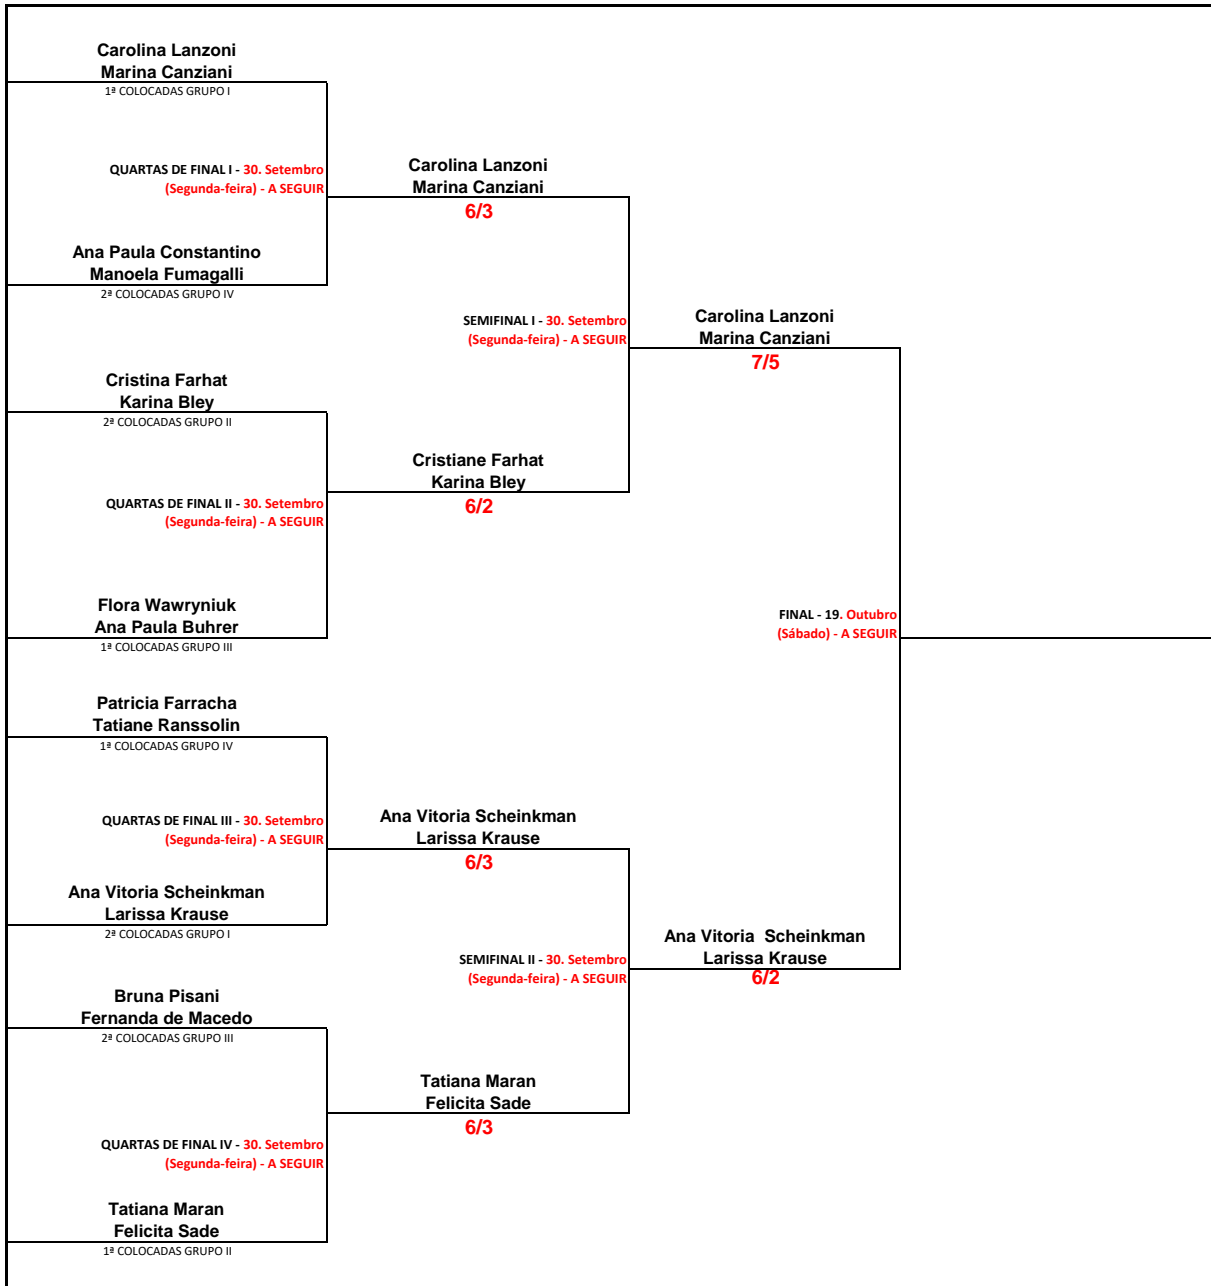 Carolina Lanzoni
Marina Canziani
1ª COLOCADAS GRUPO I
QUARTAS DE FINAL I - 30. Setembro
(Segunda-feira) - A SEGUIR
Carolina Lanzoni
Marina Canziani
6/3
Ana Paula Constantino
Manoela Fumagalli
2ª COLOCADAS GRUPO IV
SEMIFINAL I - 30. Setembro
(Segunda-feira) - A SEGUIR
Carolina Lanzoni
Marina Canziani
7/5
Cristina Farhat
Karina Bley
2ª COLOCADAS GRUPO II
Cristiane Farhat
Karina Bley
6/2
QUARTAS DE FINAL II - 30. Setembro
(Segunda-feira) - A SEGUIR
Flora Wawryniuk
Ana Paula Buhrer
1ª COLOCADAS GRUPO III
FINAL - 19. Outubro
(Sábado) - A SEGUIR
Patricia Farracha
Tatiane Ranssolin
1ª COLOCADAS GRUPO IV
QUARTAS DE FINAL III - 30. Setembro
(Segunda-feira) - A SEGUIR
Ana Vitoria Scheinkman
Larissa Krause
6/3
Ana Vitoria Scheinkman
Larissa Krause
2ª COLOCADAS GRUPO I
SEMIFINAL II - 30. Setembro
(Segunda-feira) - A SEGUIR
Ana Vitoria  Scheinkman
Larissa Krause
6/2
Bruna Pisani
Fernanda de Macedo
2ª COLOCADAS GRUPO III
Tatiana Maran
Felicita Sade
6/3
QUARTAS DE FINAL IV - 30. Setembro
(Segunda-feira) - A SEGUIR
Tatiana Maran
Felicita Sade
1ª COLOCADAS GRUPO II